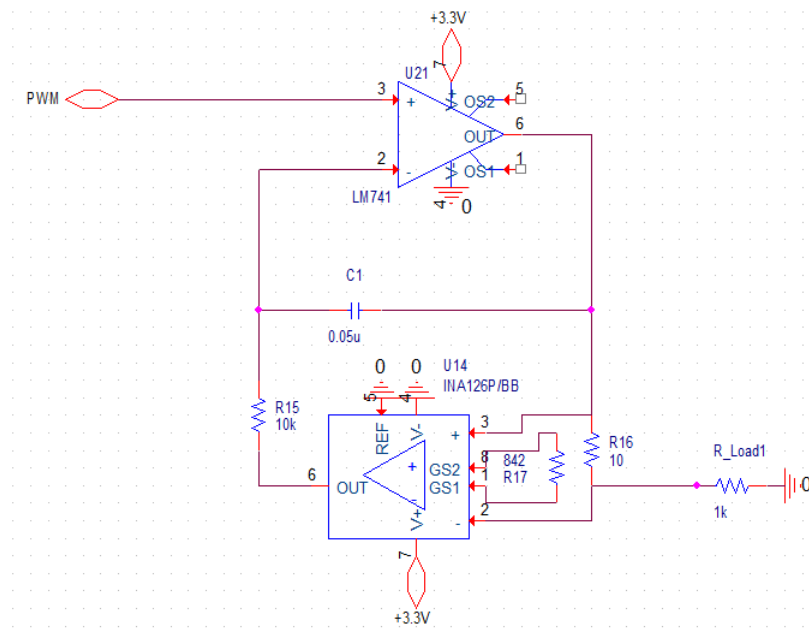 +3.3V
U21
7
V+
5
OS2
PWM
3
+
6
OUT
2
-
1
OS1
V-
LM741
4
0
C1
0.05u
0
0
U14
INA126P/BB
5
4
R15
10k
REF
V-
3
+
R16
10
842
R17
8
GS2
1
GS1
+
-
6
OUT
R_Load1
0
1k
2
-
V+
7
+3.3V